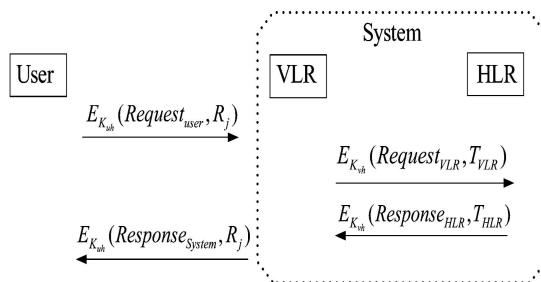 System
User
VLR
HLR
E_{K_{uh}}(Request_{user}, R_j)
E_{K_{vh}}(Request_{VLR}, T_{VLR})
E_{K_{vh}}(Response_{HLR}, T_{HLR})
E_{K_{uh}}(Response_{System}, R_j)